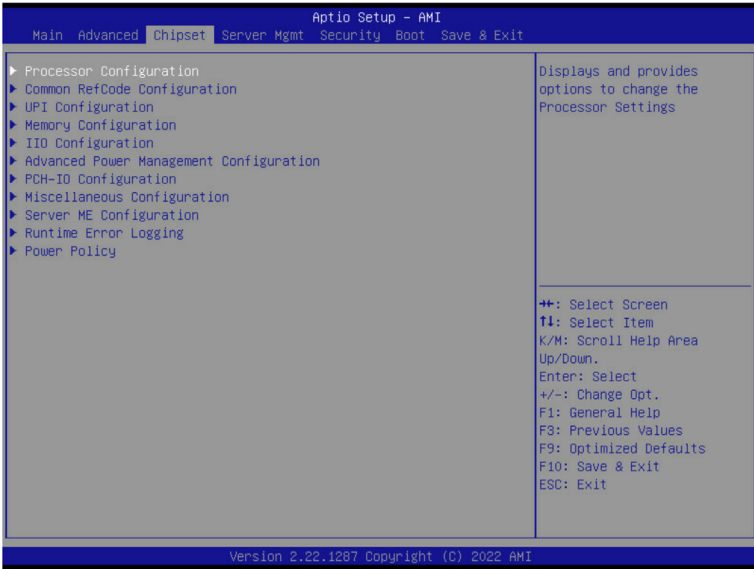 Aptio Setup – AMI
Main Advanced Chipset Server Mgmt Security Boot Save & Exit
▶ Processor Configuration
▶ Common RefCode Configuration
▶ UPI Configuration
▶ Memory Configuration
▶ IIO Configuration
▶ Advanced Power Management Configuration
▶ PCH-IO Configuration
▶ Miscellaneous Configuration
▶ Server ME Configuration
▶ Runtime Error Logging
▶ Power Policy
Displays and provides
options to change the
Processor Settings
→←: Select Screen
↑↓: Select Item
K/M: Scroll Help Area
Up/Down.
Enter: Select
+/-: Change Opt.
F1: General Help
F3: Previous Values
F9: Optimized Defaults
F10: Save & Exit
ESC: Exit
Version 2.22.1287 Copyright (C) 2022 AMI